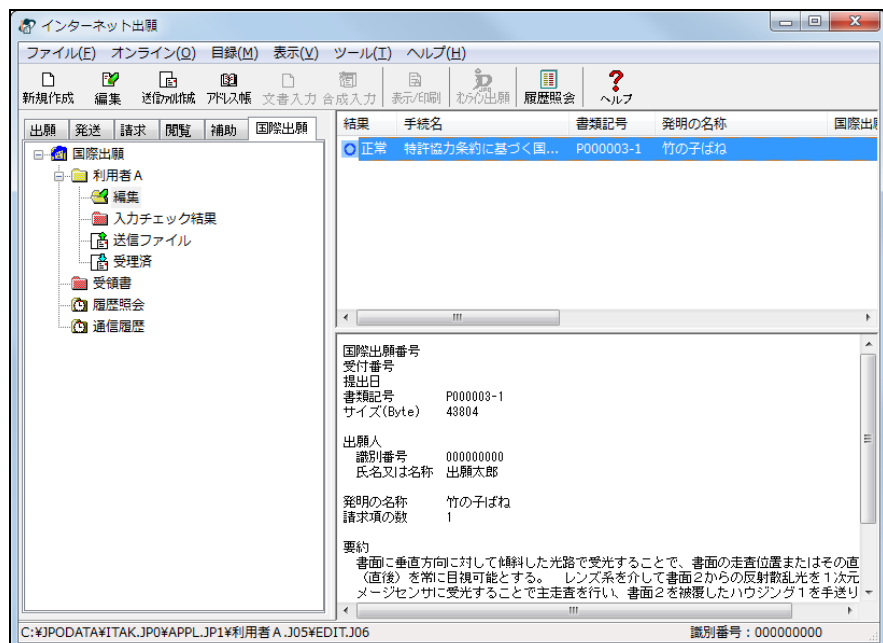 インターネット出願
ファイル(F) オンライン(O) 目録(M) 表示(V) ツール(T) ヘルプ(H)
新規作成 編集 送信ファイル作成 アドレス帳 文書入力 合成入力 表示/印刷 おためし出願 履歴照会 ヘルプ
出願 発送 請求 閲覧 補助 国際出願
国際出願
利用者A
編集
入力チェック結果
送信ファイル
受理済
受領書
履歴照会
通信履歴
結果 手続名 書類記号 発明の名称 国際出願
正常 特許協力条約に基づく国... P000003-1 竹の子ばね
国際出願番号
受付番号
提出日
書類記号 P000003-1
サイズ(Byte) 43804
出願人
識別番号 000000000
氏名又は名称 出願太郎
発明の名称 竹の子ばね
請求項の数 1
要約
書面に垂直方向に対して傾斜した光路で受光することで、書面の走査位置またはその直
(直後)を常に目視可能とする。 レンズ系を介して書面2からの反射散乱光を1次元
メージセンサに受光することで主走査を行い、書面2を被覆したハウジング1を手送り
C:¥JPODATA¥ITAK.JP0¥APPL.JP1¥利用者A.J05¥EDIT.J06 識別番号:000000000